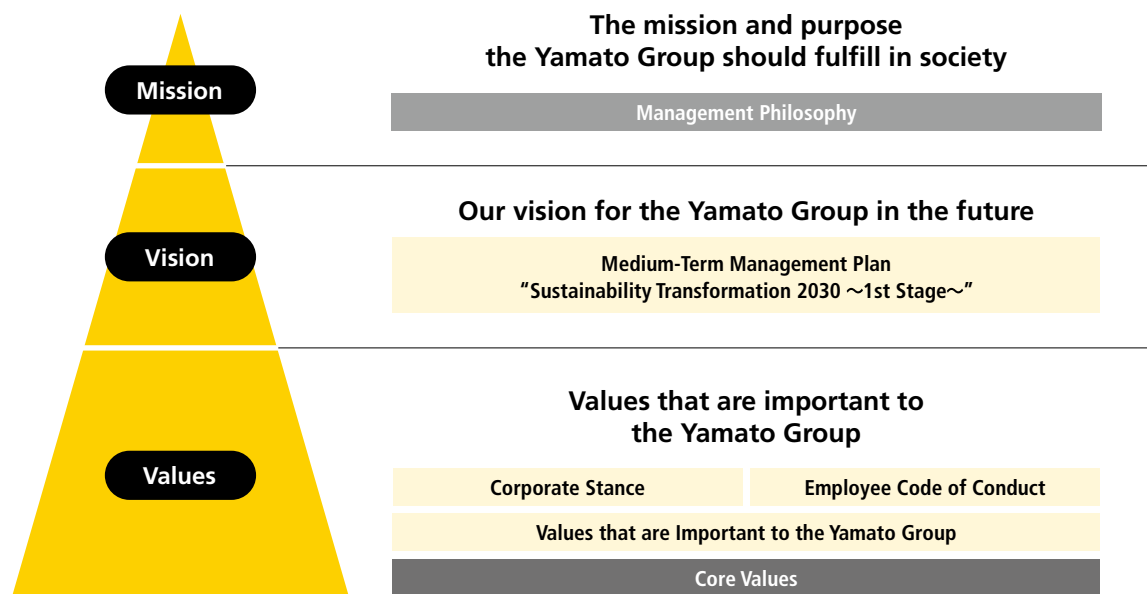 The mission and purpose
the Yamato Group should fulfill in society
Mission
Management Philosophy
Our vision for the Yamato Group in the future
Vision
Medium-Term Management Plan
“Sustainability Transformation 2030 〜1st Stage〜”
Values that are important to
the Yamato Group
Values
Corporate Stance
Employee Code of Conduct
Values that are Important to the Yamato Group
Core Values